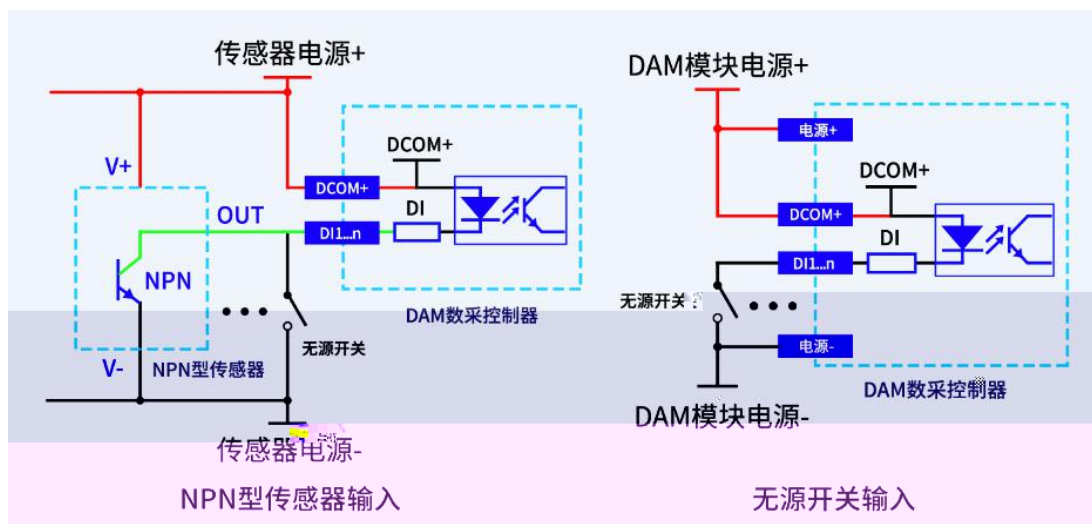 传感器电源+
DCOM+
V+
DCOM+
OUT
DI
DI1...n
NPN
无源开关
DAM数采控制器
V-
NPN型传感器
传感器电源-
NPN型传感器输入
DAM模块电源+
电源+
DCOM+
DCOM+
DI
DI1...n
无源开关
电源-
DAM数采控制器
DAM模块电源-
无源开关输入